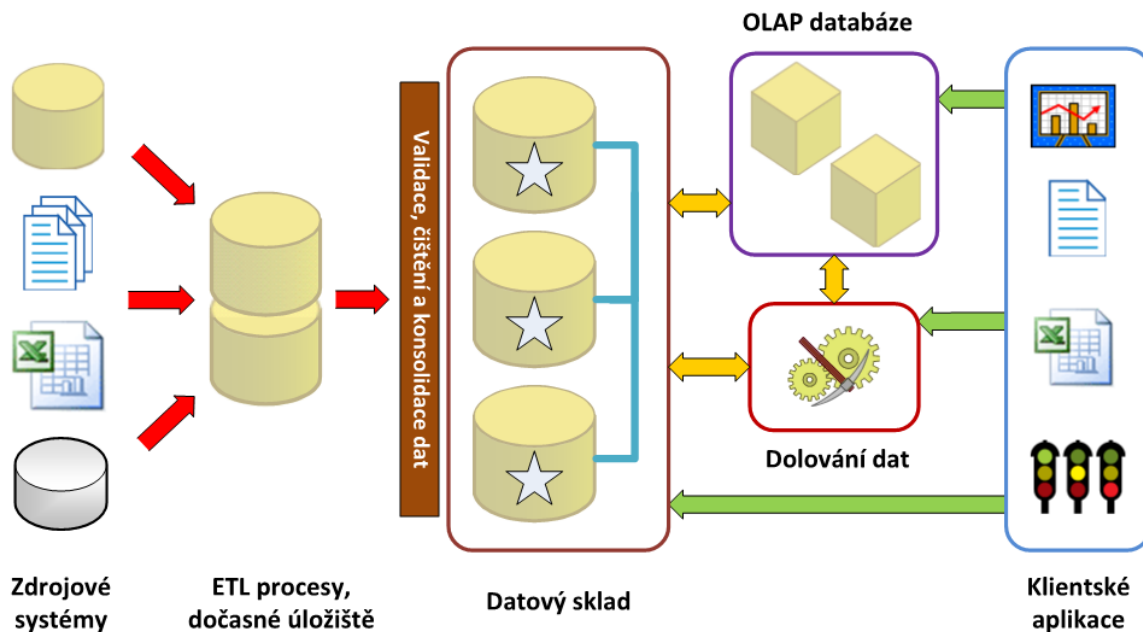 OLAP databáze
Validace, čištění a konsolidace dat
Dolování dat
Zdrojové
systémy
ETL procesy,
dočasné úložiště
Datový sklad
Klientské
aplikace